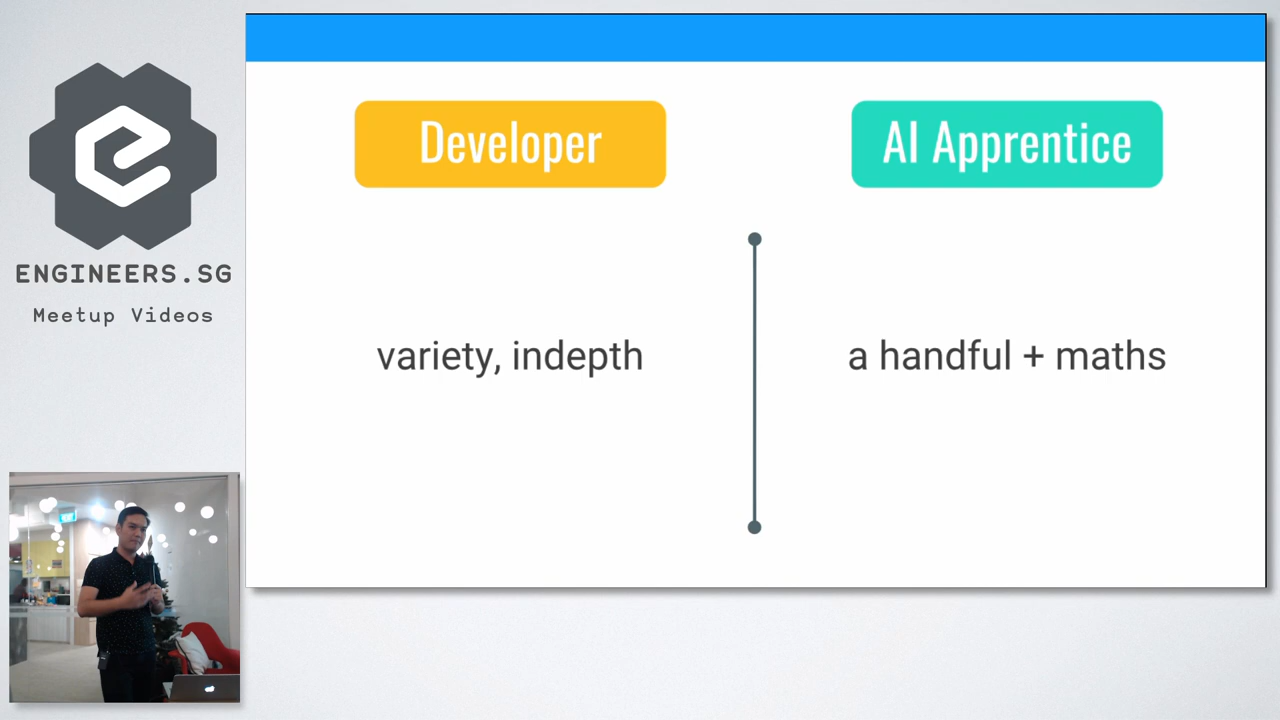 ENGINEERS.SG
Meetup Videos
Developer
AI Apprentice
variety, indepth
a handful + maths